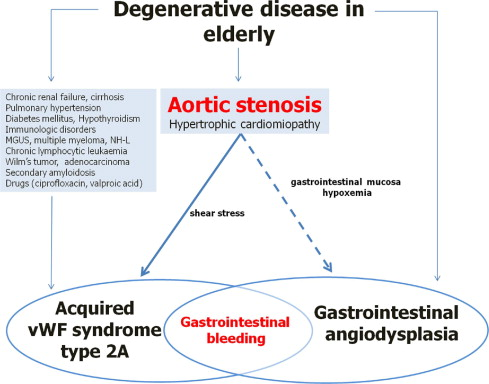 Degenerative disease in
elderly
Chronic renal failure, cirrhosis
Pulmonary hypertension
Diabetes mellitus, Hypothyroidism
Immunologic disorders
MGUS, multiple myeloma, NH-L
Chronic lymphocytic leukaemia
Wilm's tumor, adenocarcinoma
Secondary amyloidosis
Drugs (ciprofloxacin, valproic acid)
Aortic stenosis
Hypertrophic cardiomiopathy
gastrointestinal mucosa
hypoxemia
shear stress
Acquired
vWF syndrome
type 2A
Gastrointestinal
bleeding
Gastrointestinal
angiodysplasia